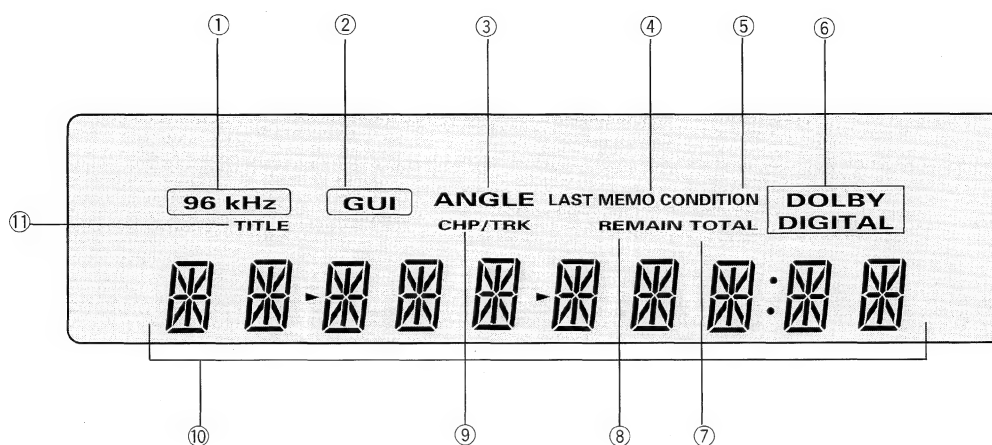 ① ② ③ ④ ⑤ ⑥
96 kHz GUI ANGLE LAST MEMO CONDITION DOLBY DIGITAL
⑪ TITLE CHP/TRK REMAIN TOTAL
⑩ ⑨ ⑧ ⑦